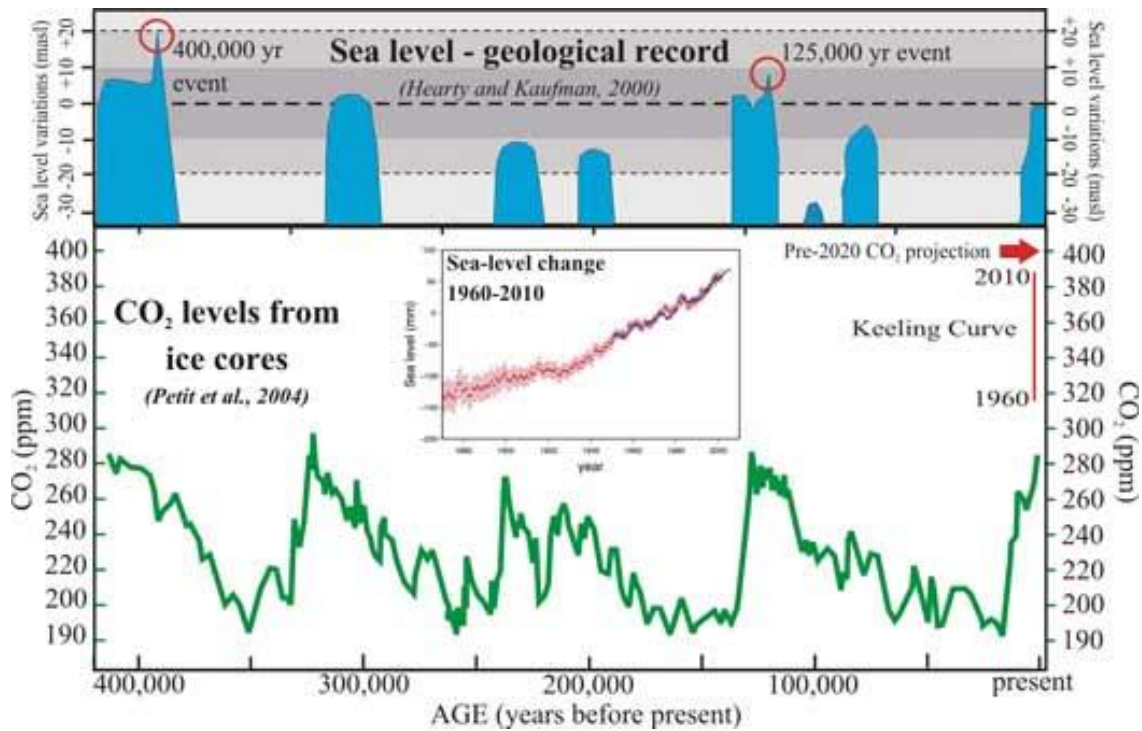 Sea level variations (masl)
+20
+10
0
-10
-20
-30
400,000 yr
event
Sea level - geological record
(Hearty and Kaufman, 2000)
125,000 yr event
+20
+10
0
-10
-20
-30
Sea level variations (masl)
400
380
360
340
320
300
280
260
240
220
200
190
CO₂ (ppm)
CO₂ levels from
ice cores
(Petit et al., 2004)
Sea-level change
1960-2010
Sea level (mm)
year
Pre-2020 CO₂ projection
2010
Keeling Curve
1960
400
380
360
340
320
300
280
260
240
220
200
190
CO₂ (ppm)
400,000
300,000
200,000
100,000
present
AGE (years before present)